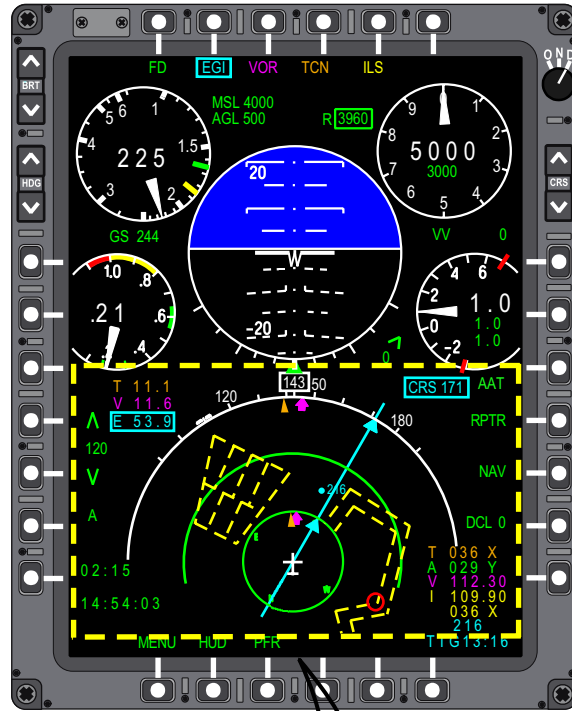 O N D
BRT
HDG
CRS
FD EGI VOR TCN ILS
MSL 4000
AGL 500
R 3960
5 6 1 1.5 2 3 4
225
0 1 2 3 4 5 6 7 8 9
5000
3000
20
-20
GS 244
VV 0
1.0 .8 .6 .4
.21
6 4 2 0 -2
1.0
1.0
1.0
0
T 11.1
V 11.6
E 53.9
143
120 50 180
CRS 171
AAT
RPTR
NAV
DCL 0
120
A
216
E
W
02:15
14:54:03
T 036 X
A 029 Y
V 112.30
I 109.90
036 X
216
TTG13.16
MENU HUD PFR